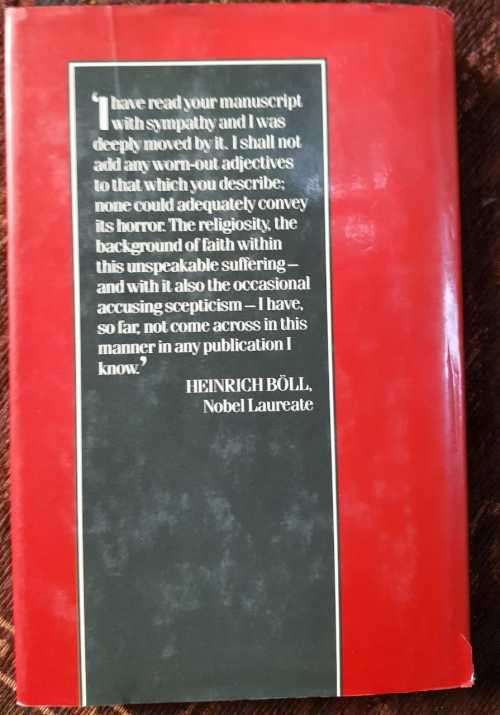 ‘I have read your manuscript
with sympathy and I was
deeply moved by it. I shall not
add any worn-out adjectives
to that which you describe;
none could adequately convey
its horror. The religiosity, the
background of faith within
this unspeakable suffering –
and with it also the occasional
accusing scepticism – I have,
so far, not come across in this
manner in any publication I
know.’
HEINRICH BÖLL,
Nobel Laureate